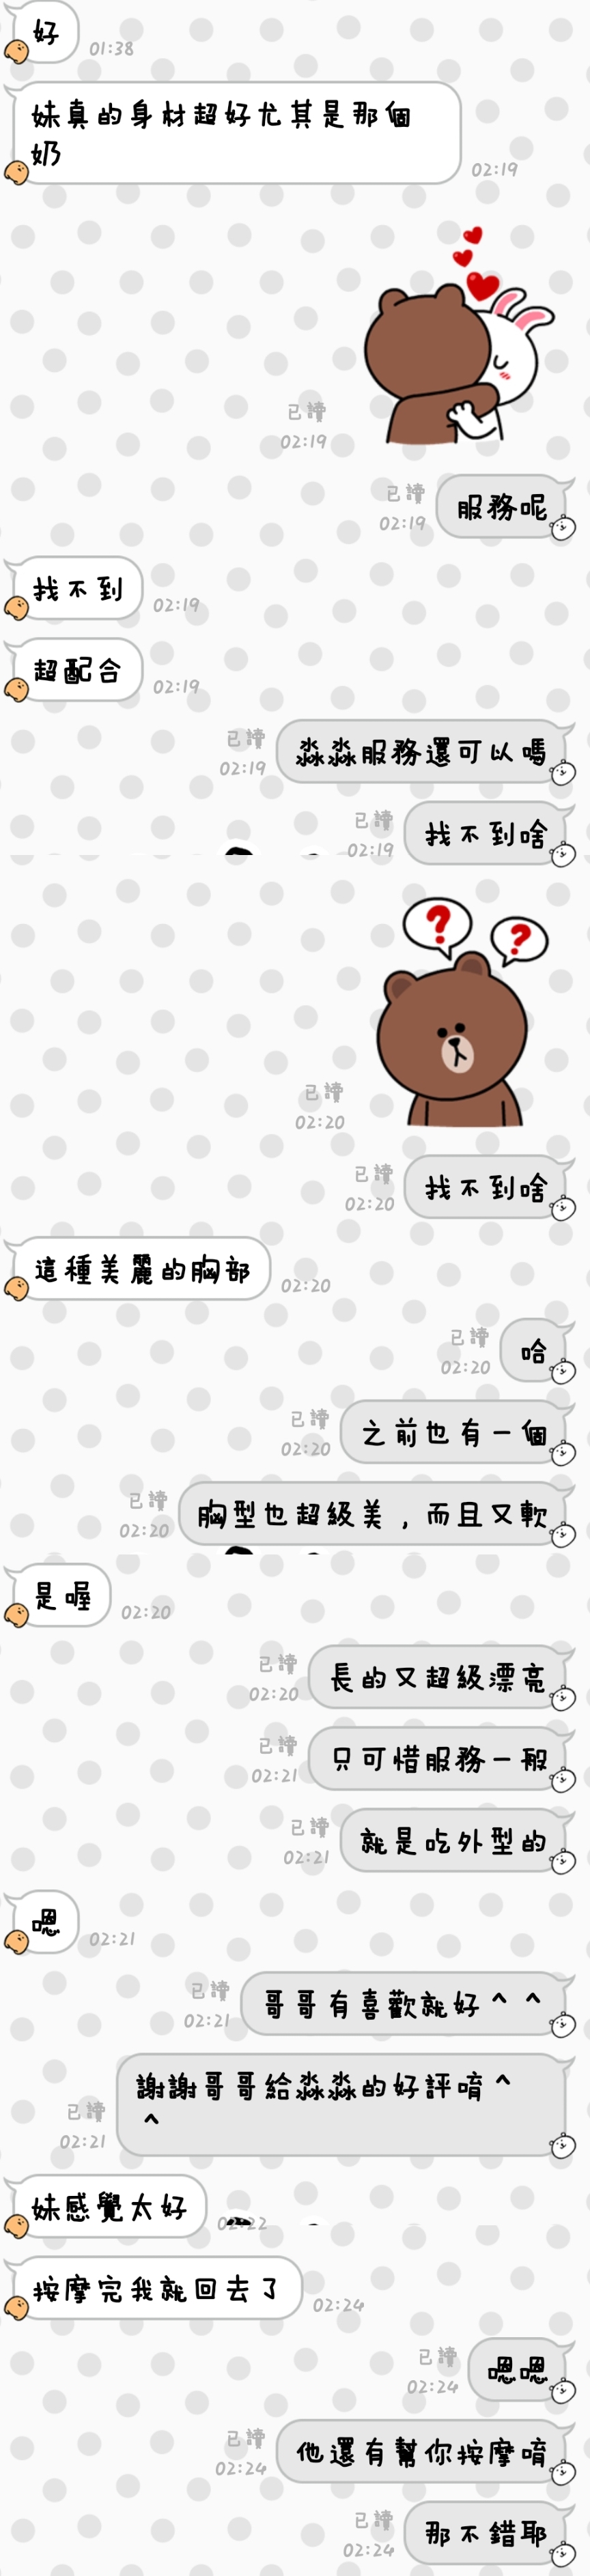 好
01:38
妹真的身材超好尤其是那個
奶
02:19
已讀
02:19
已讀
02:19
服務呢
找不到
02:19
超配合
02:19
已讀
02:19
淼淼服務還可以嗎
已讀
02:19
找不到啥
? ?
已讀
02:20
已讀
02:20
找不到啥
這種美麗的胸部
02:20
已讀
02:20
哈
已讀
02:20
之前也有一個
已讀
02:20
胸型也超級美，而且又軟
是喔
02:20
已讀
02:20
長的又超級漂亮
已讀
02:21
只可惜服務一般
已讀
02:21
就是吃外型的
嗯
02:21
已讀
02:21
哥哥有喜歡就好^ ^
已讀
02:21
謝謝哥哥給淼淼的好評唷^
^
妹感覺太好
02:22
按摩完我就回去了
02:24
已讀
02:24
嗯嗯
已讀
02:24
他還有幫你按摩唷
已讀
02:24
那不錯耶